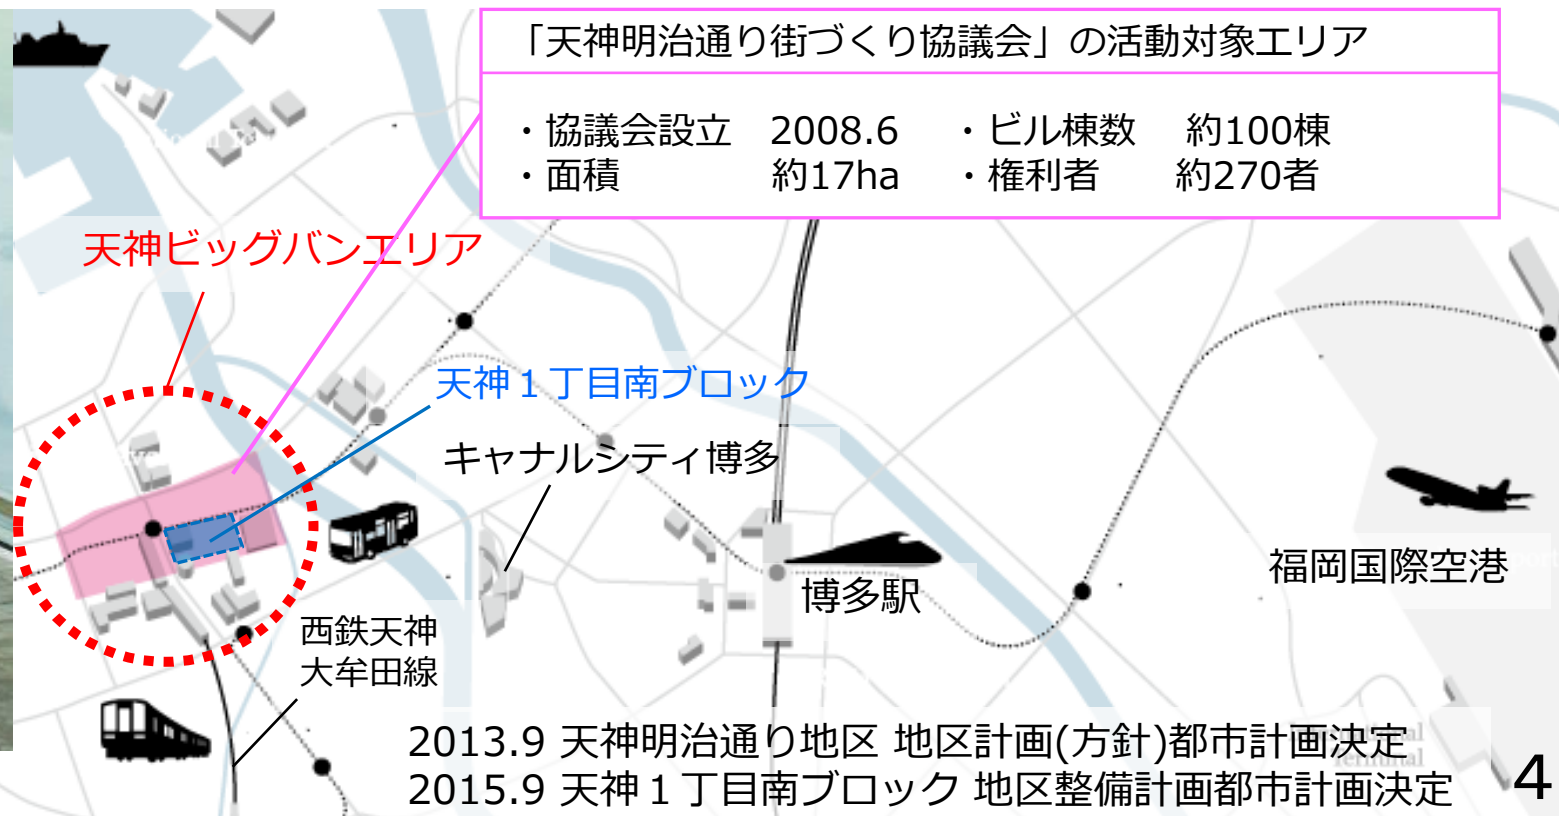 「天神明治通り街づくり協議会」の活動対象エリア
・協議会設立 2008.6 ・ビル棟数 約100棟
・面積 約17ha ・権利者 約270者
天神ビッグバンエリア
天神１丁目南ブロック
キャナルシティ博多
福岡国際空港
博多駅
西鉄天神
大牟田線
2013.9 天神明治通り地区 地区計画(方針)都市計画決定
2015.9 天神１丁目南ブロック 地区整備計画都市計画決定
4